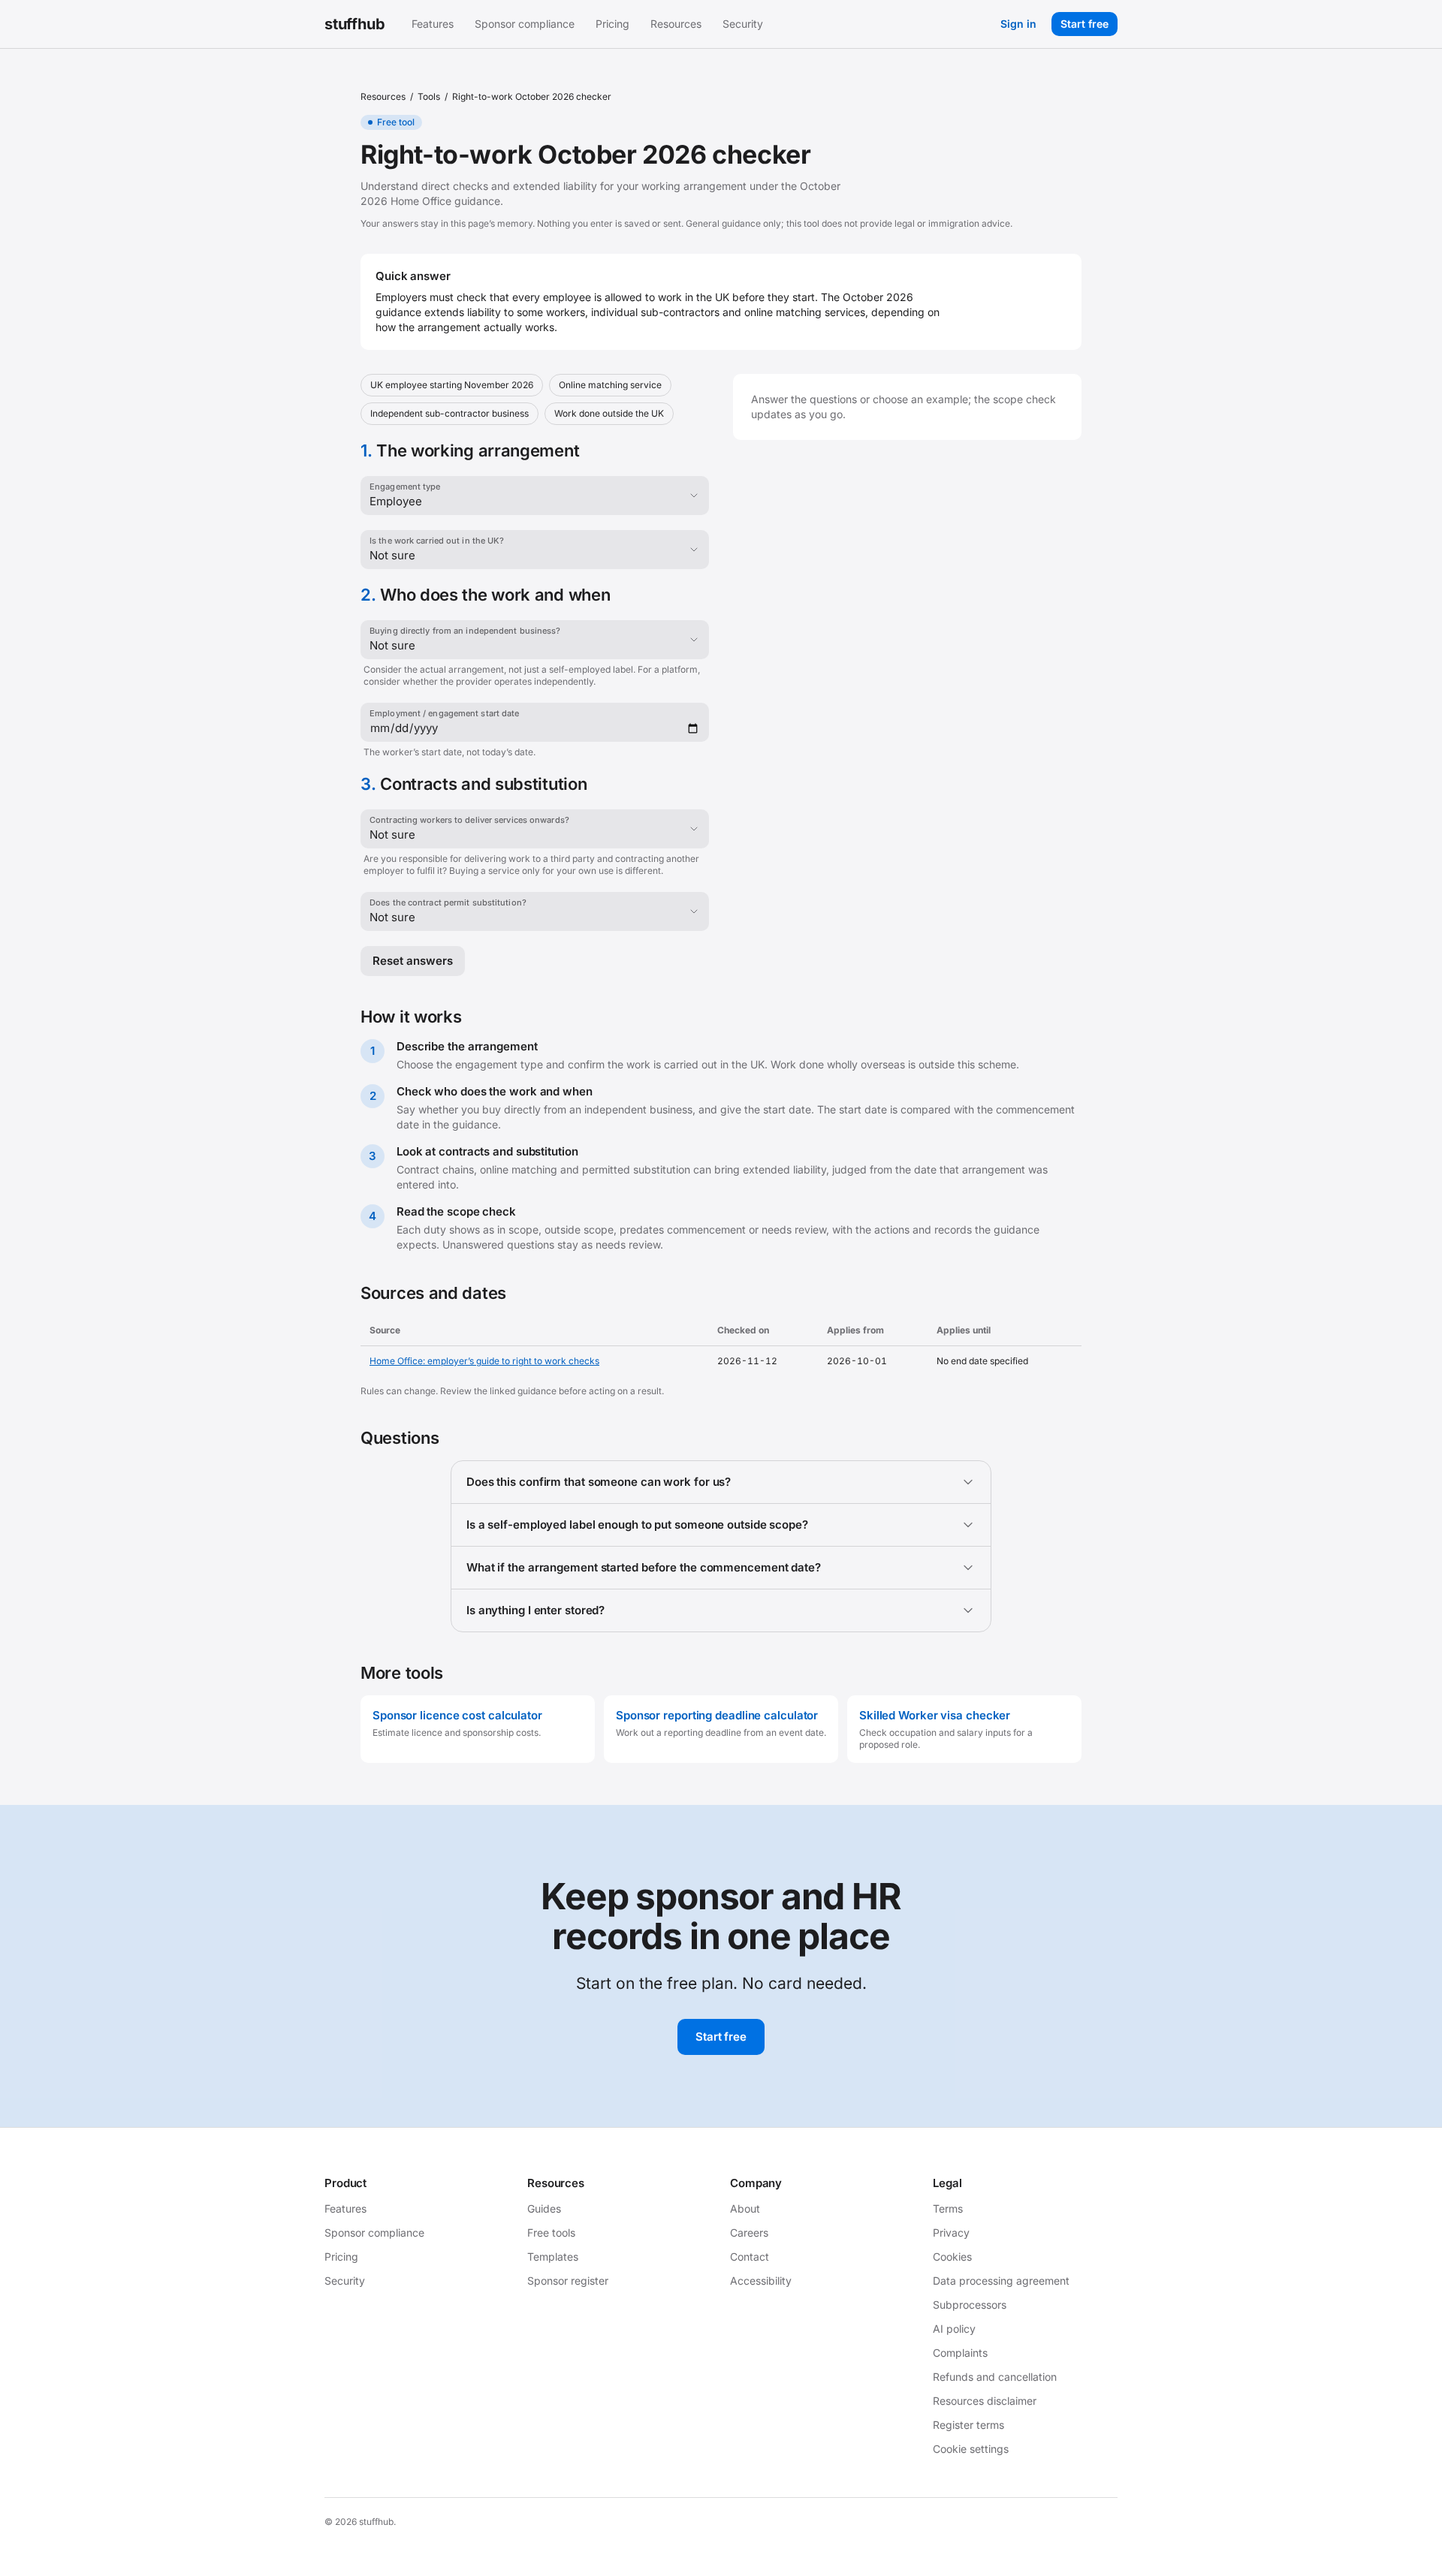 stuffhub Features Sponsor compliance Pricing Resources Security Sign in Start free
Resources / Tools / Right-to-work October 2026 checker
Free tool
Right-to-work October 2026 checker
Understand direct checks and extended liability for your working arrangement under the October
2026 Home Office guidance.
Your answers stay in this page’s memory. Nothing you enter is saved or sent. General guidance only; this tool does not provide legal or immigration advice.
Quick answer
Employers must check that every employee is allowed to work in the UK before they start. The October 2026
guidance extends liability to some workers, individual sub-contractors and online matching services, depending on
how the arrangement actually works.
UK employee starting November 2026 Online matching service
Independent sub-contractor business Work done outside the UK
Answer the questions or choose an example; the scope check
updates as you go.
1. The working arrangement
Engagement type
Employee
Is the work carried out in the UK?
Not sure
2. Who does the work and when
Buying directly from an independent business?
Not sure
Consider the actual arrangement, not just a self-employed label. For a platform,
consider whether the provider operates independently.
Employment / engagement start date
mm/dd/yyyy
The worker’s start date, not today’s date.
3. Contracts and substitution
Contracting workers to deliver services onwards?
Not sure
Are you responsible for delivering work to a third party and contracting another
employer to fulfil it? Buying a service only for your own use is different.
Does the contract permit substitution?
Not sure
Reset answers
How it works
1 Describe the arrangement
Choose the engagement type and confirm the work is carried out in the UK. Work done wholly overseas is outside this scheme.
2 Check who does the work and when
Say whether you buy directly from an independent business, and give the start date. The start date is compared with the commencement
date in the guidance.
3 Look at contracts and substitution
Contract chains, online matching and permitted substitution can bring extended liability, judged from the date that arrangement was
entered into.
4 Read the scope check
Each duty shows as in scope, outside scope, predates commencement or needs review, with the actions and records the guidance
expects. Unanswered questions stay as needs review.
Sources and dates
Source Checked on Applies from Applies until
Home Office: employer’s guide to right to work checks 2026-11-12 2026-10-01 No end date specified
Rules can change. Review the linked guidance before acting on a result.
Questions
Does this confirm that someone can work for us?
Is a self-employed label enough to put someone outside scope?
What if the arrangement started before the commencement date?
Is anything I enter stored?
More tools
Sponsor licence cost calculator
Estimate licence and sponsorship costs.
Sponsor reporting deadline calculator
Work out a reporting deadline from an event date.
Skilled Worker visa checker
Check occupation and salary inputs for a
proposed role.
Keep sponsor and HR
records in one place
Start on the free plan. No card needed.
Start free
Product
Features
Sponsor compliance
Pricing
Security
Resources
Guides
Free tools
Templates
Sponsor register
Company
About
Careers
Contact
Accessibility
Legal
Terms
Privacy
Cookies
Data processing agreement
Subprocessors
AI policy
Complaints
Refunds and cancellation
Resources disclaimer
Register terms
Cookie settings
© 2026 stuffhub.